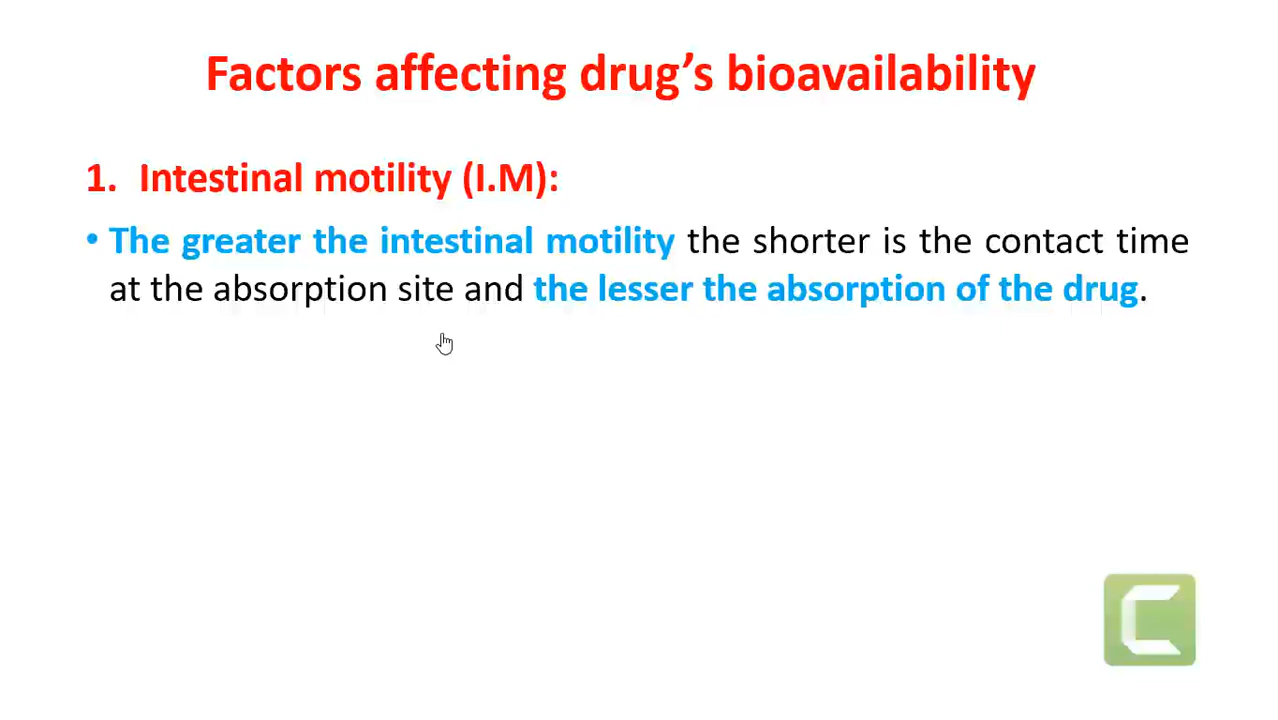 Factors affecting drug’s bioavailability
1. Intestinal motility (I.M):
• The greater the intestinal motility the shorter is the contact time
at the absorption site and the lesser the absorption of the drug.